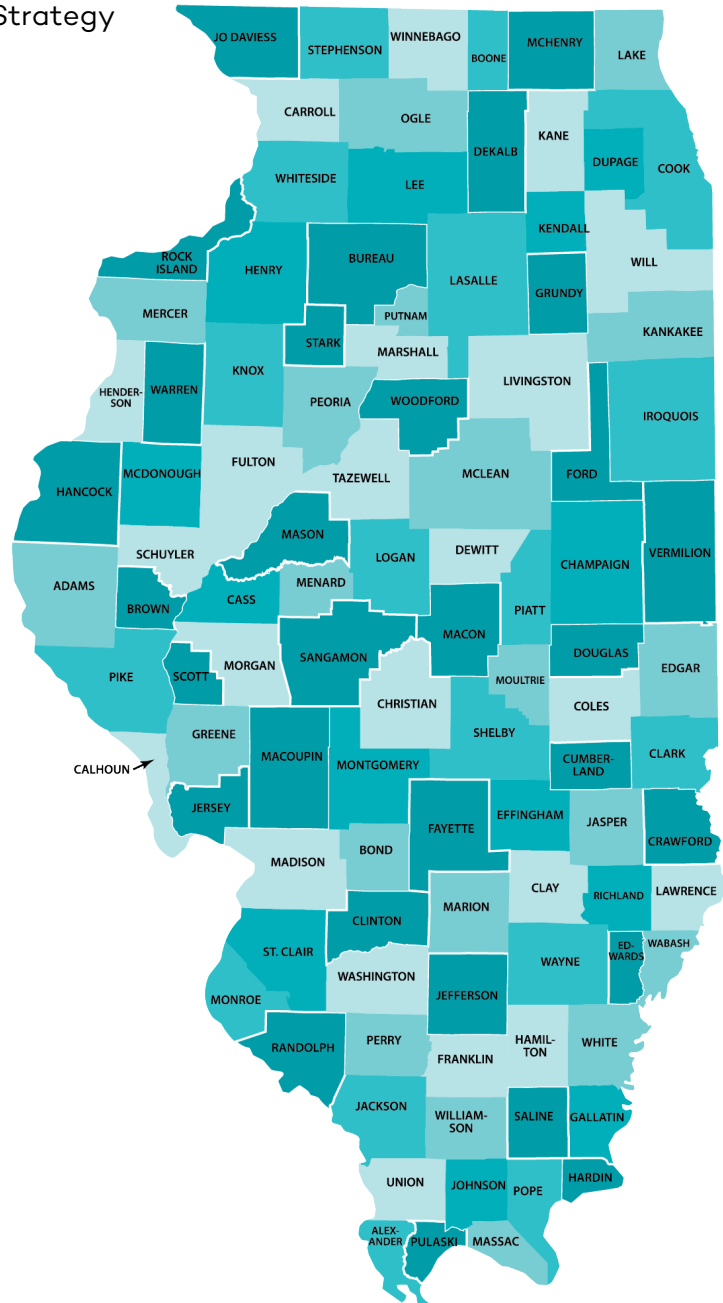 Strategy
JO DAVIESS
STEPHENSON
WINNEBAGO
BOONE
MCHENRY
LAKE
CARROLL
OGLE
DEKALB
KANE
DUPAGE
COOK
WHITESIDE
LEE
KENDALL
ROCK
ISLAND
HENRY
BUREAU
LASALLE
GRUNDY
WILL
MERCER
PUTNAM
KANKAKEE
STARK
MARSHALL
HENDER-
SON
WARREN
KNOX
PEORIA
WOODFORD
LIVINGSTON
IROQUOIS
HANCOCK
MCDONOUGH
FULTON
TAZEWELL
MCLEAN
FORD
SCHUYLER
MASON
LOGAN
DEWITT
CHAMPAIGN
VERMILION
ADAMS
BROWN
CASS
MENARD
PIATT
PIKE
SCOTT
MORGAN
SANGAMON
MACON
DOUGLAS
EDGAR
CHRISTIAN
MOULTRIE
COLES
GREENE
SHELBY
CALHOUN
MACOUPIN
MONTGOMERY
CUMBER-
LAND
CLARK
JERSEY
FAYETTE
EFFINGHAM
JASPER
CRAWFORD
MADISON
BOND
MARION
CLAY
RICHLAND
LAWRENCE
CLINTON
ST. CLAIR
WASHINGTON
WAYNE
ED-
WARDS
WABASH
MONROE
JEFFERSON
RANDOLPH
PERRY
FRANKLIN
HAMIL-
TON
WHITE
JACKSON
WILLIAM-
SON
SALINE
GALLATIN
UNION
JOHNSON
POPE
HARDIN
ALEX-
ANDER
PULASKI
MASSAC